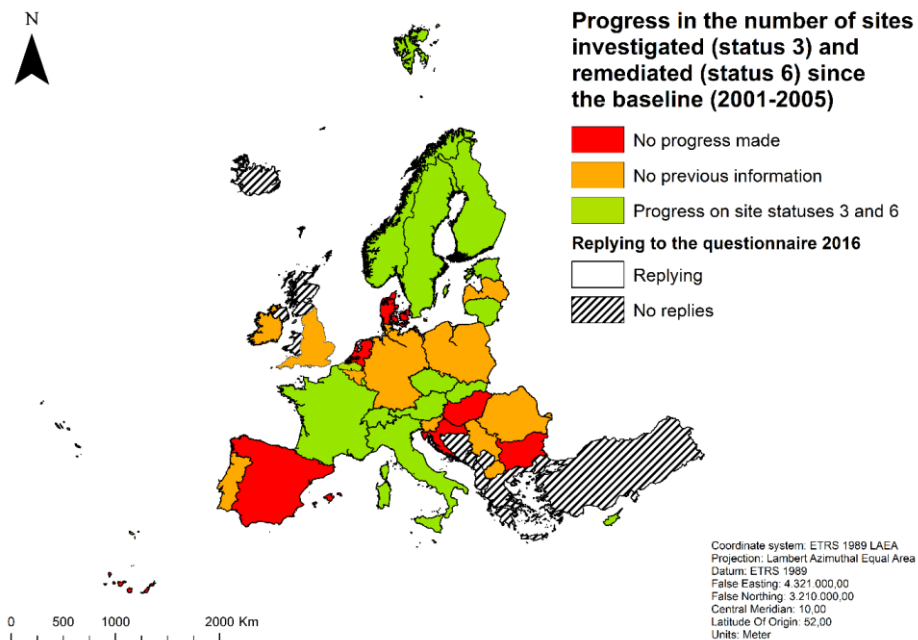 N
Progress in the number of sites
investigated (status 3) and
remediated (status 6) since
the baseline (2001-2005)
No progress made
No previous information
Progress on site statuses 3 and 6
Replying to the questionnaire 2016
Replying
No replies
Coordinate system: ETRS 1989 LAEA
Projection: Lambert Azimuthal Equal Area
Datum: ETRS 1989
False Easting: 4.321.000,00
False Northing: 3.210.000,00
Central Meridian: 10,00
Latitude Of Origin: 52,00
Units: Meter
0 500 1000 2000 Km